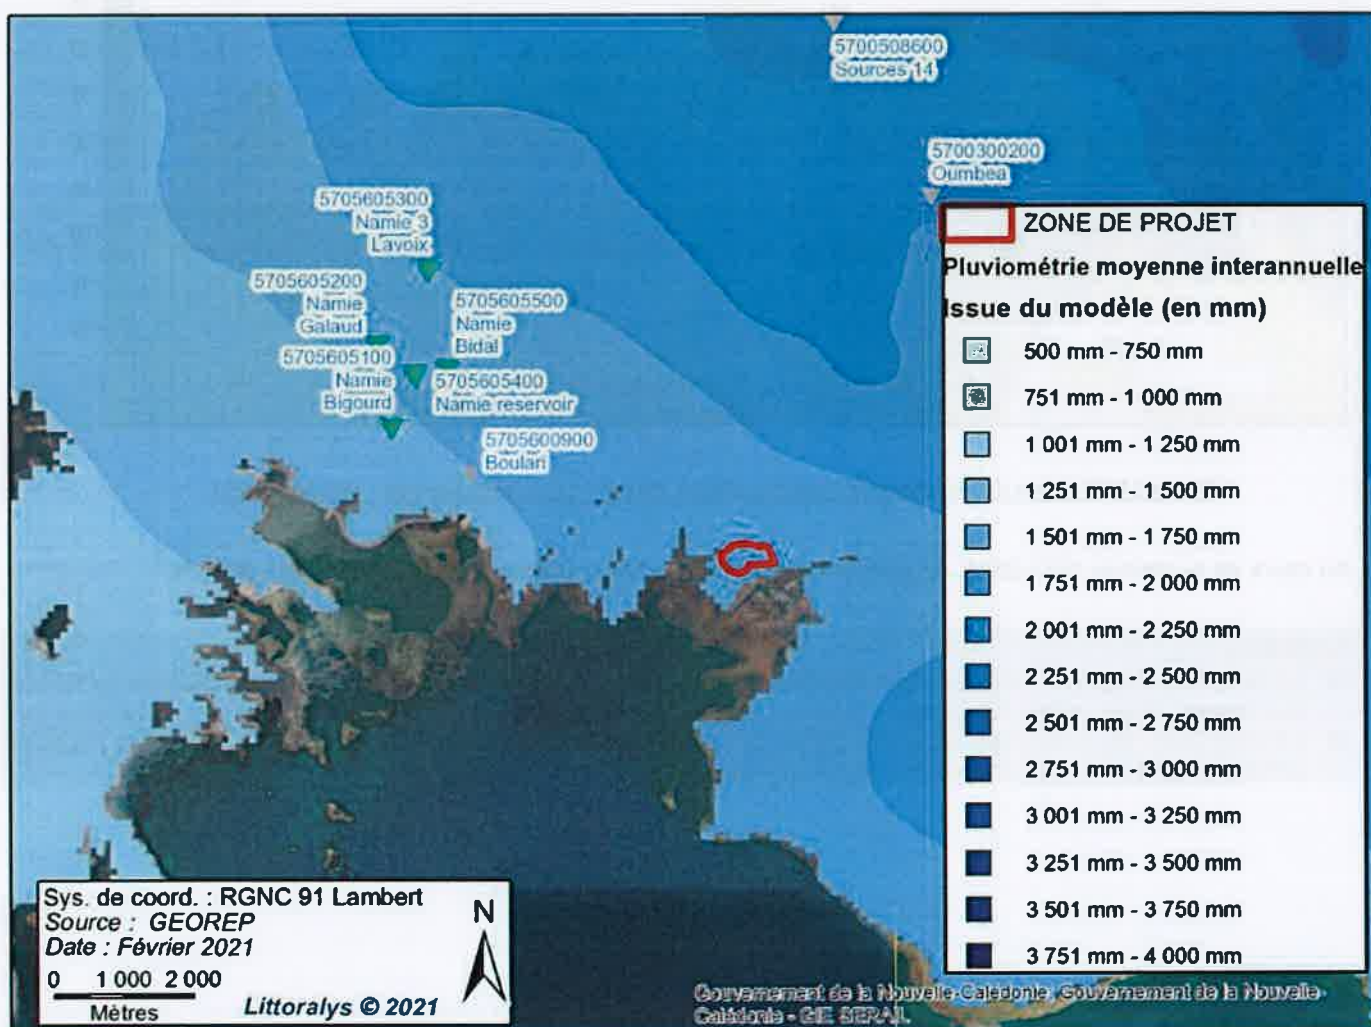 5700508600
Sources 14
5700300200
Oumbea
5705605300
Namie 3
Lavoix
5705605200
Namie
Galaud
5705605500
Namie
Bidal
5705605100
Namie
Bigourd
5705605400
Namie reservoir
5705600900
Boulari
ZONE DE PROJET
Pluviométrie moyenne interannuelle
Issue du modèle (en mm)
500 mm - 750 mm
751 mm - 1 000 mm
1 001 mm - 1 250 mm
1 251 mm - 1 500 mm
1 501 mm - 1 750 mm
1 751 mm - 2 000 mm
2 001 mm - 2 250 mm
2 251 mm - 2 500 mm
2 501 mm - 2 750 mm
2 751 mm - 3 000 mm
3 001 mm - 3 250 mm
3 251 mm - 3 500 mm
3 501 mm - 3 750 mm
3 751 mm - 4 000 mm
Sys. de coord. : RGNC 91 Lambert
Source : GEOREP
Date : Février 2021
N
0 1 000 2 000
Mètres
Littoralys © 2021
Gouvernement de la Nouvelle-Calédonie, Gouvernement de la Nouvelle-
Calédonie - GIE SERAIL